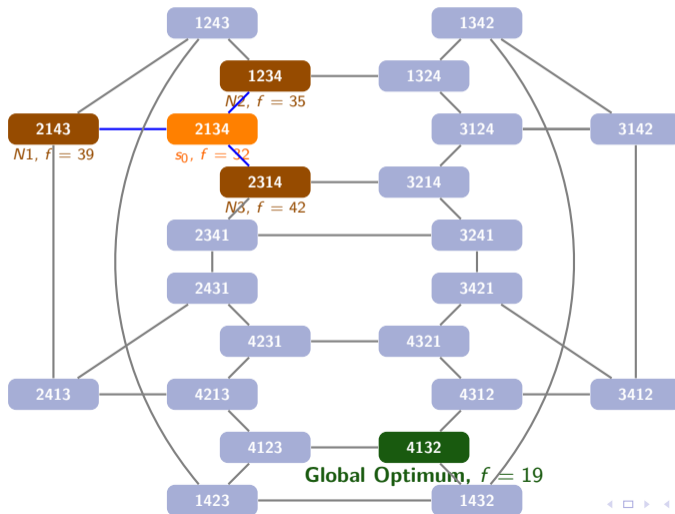 1243 1342
1234 1324
N2, f = 35
2143 2134 3124 3142
N1, f = 39 s₀, f = 32
2314 3214
N3, f = 42
2341 3241
2431 3421
4231 4321
2413 4213 4312 3412
4123 4132
Global Optimum, f = 19
1423 1432